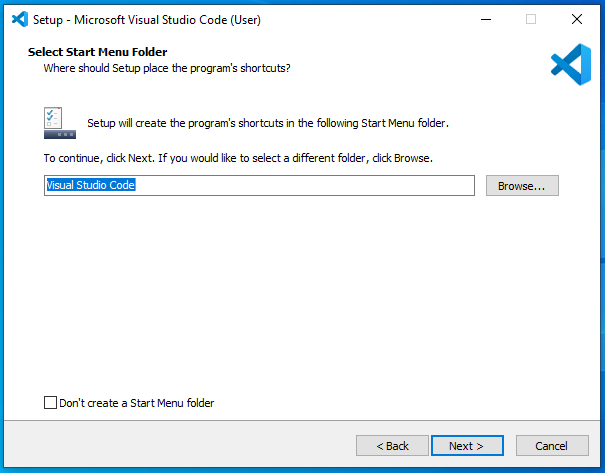 Setup - Microsoft Visual Studio Code (User)
Select Start Menu Folder
Where should Setup place the program's shortcuts?
Setup will create the program's shortcuts in the following Start Menu folder.
To continue, click Next. If you would like to select a different folder, click Browse.
Visual Studio Code
Browse...
Don't create a Start Menu folder
< Back
Next >
Cancel